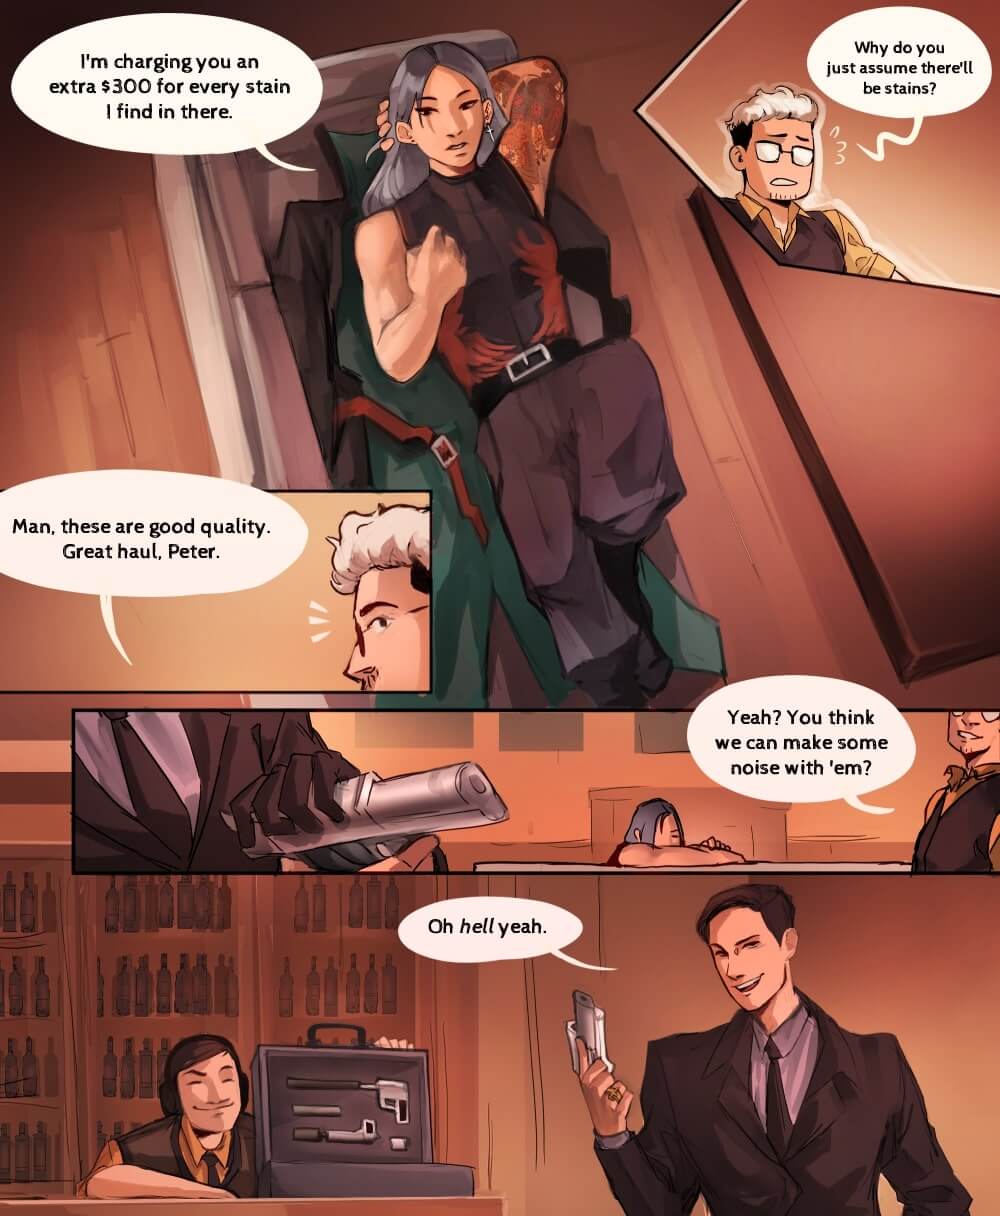 I'm charging you an
extra $300 for every stain
I find in there.
Why do you
just assume there'll
be stains?
Man, these are good quality.
Great haul, Peter.
Yeah? You think
we can make some
noise with 'em?
Oh hell yeah.